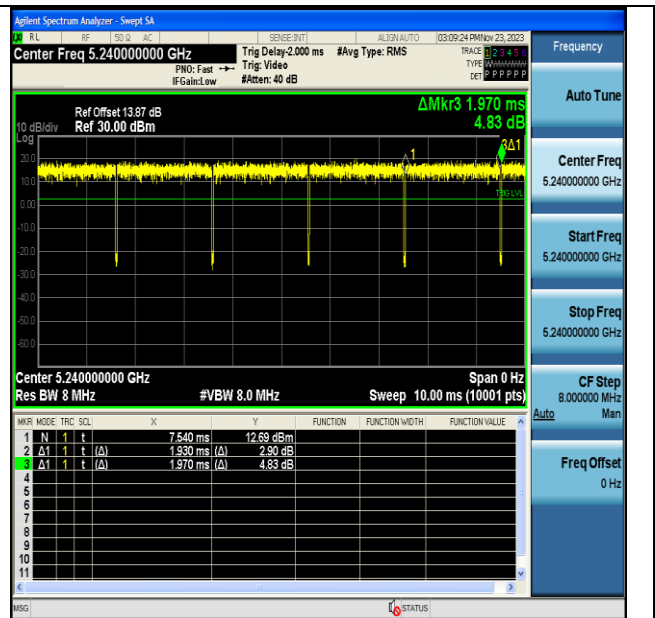 Agilent Spectrum Analyzer - Swept SA
RL RF 50 Ω AC SENSE:INT ALIGN AUTO 03:09:24 PM Nov 23, 2023
Center Freq 5.240000000 GHz
PNO: Fast
IFGain:Low
Trig Delay-2.000 ms
Trig: Video
#Atten: 40 dB
#Avg Type: RMS
TRACE 1 2 3 4 5 6
TYPE
DET P P P P P P
Frequency
Ref Offset 13.87 dB
10 dB/div Ref 30.00 dBm
Log
ΔMkr3 1.970 ms
4.83 dB
20.0
10.0
0.00
-10.0
-20.0
-30.0
-40.0
-50.0
-60.0
1
3Δ1
TRIG LVL
Center 5.240000000 GHz Span 0 Hz
Res BW 8 MHz #VBW 8.0 MHz Sweep 10.00 ms (10001 pts)
MKR MODE TRC SCL X Y FUNCTION FUNCTION WIDTH FUNCTION VALUE
1 N 1 t 7.540 ms 12.69 dBm
2 Δ1 1 t (Δ) 1.930 ms (Δ) 2.90 dB
3 Δ1 1 t (Δ) 1.970 ms (Δ) 4.83 dB
4
5
6
7
8
9
10
11
MSG STATUS
Auto Tune
Center Freq
5.240000000 GHz
Start Freq
5.240000000 GHz
Stop Freq
5.240000000 GHz
CF Step
8.000000 MHz
Auto Man
Freq Offset
0 Hz